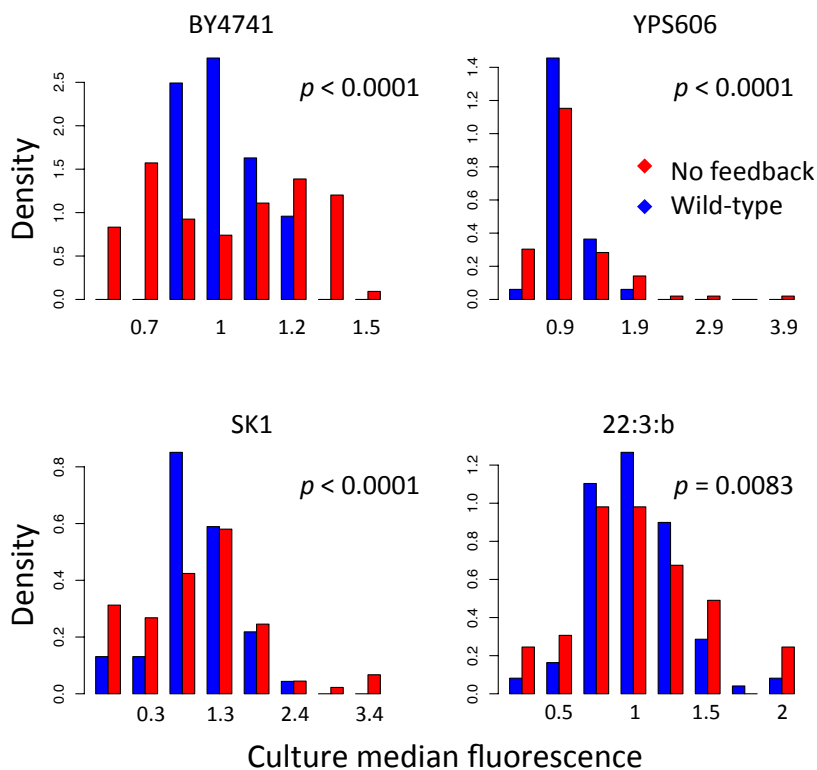 BY4741
YPS606
p < 0.0001
p < 0.0001
No feedback
Wild-type
Density
0.0 0.5 1.0 1.5 2.0 2.5
0.7 1 1.2 1.5
0.0 0.2 0.4 0.6 0.8 1.0 1.2 1.4
0.9 1.9 2.9 3.9
SK1
22:3:b
p < 0.0001
p = 0.0083
Density
0.0 0.2 0.4 0.6 0.8
0.3 1.3 2.4 3.4
0.0 0.2 0.4 0.6 0.8 1.0 1.2
0.5 1 1.5 2
Culture median fluorescence